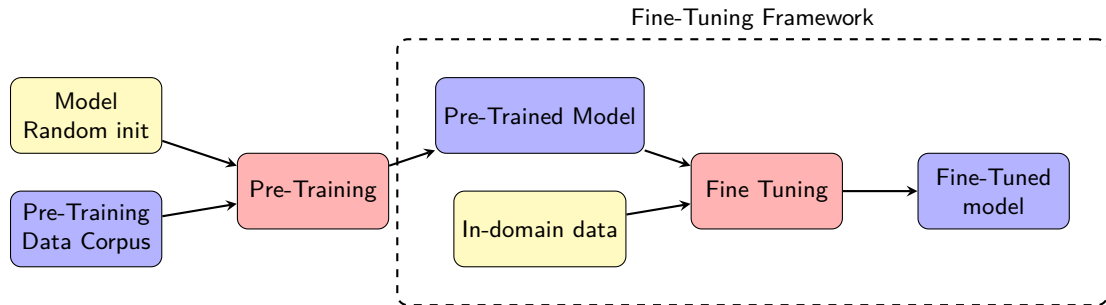 Fine-Tuning Framework
Model
Random init
Pre-Training
Data Corpus
Pre-Training
Pre-Trained Model
In-domain data
Fine Tuning
Fine-Tuned
model